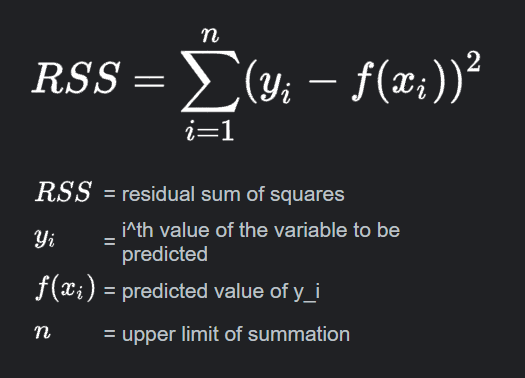 RSS = \sum_{i=1}^{n} (y_i − f(x_i))^2
RSS = residual sum of squares
y_i = i^th value of the variable to be
predicted
f(x_i) = predicted value of y_i
n = upper limit of summation